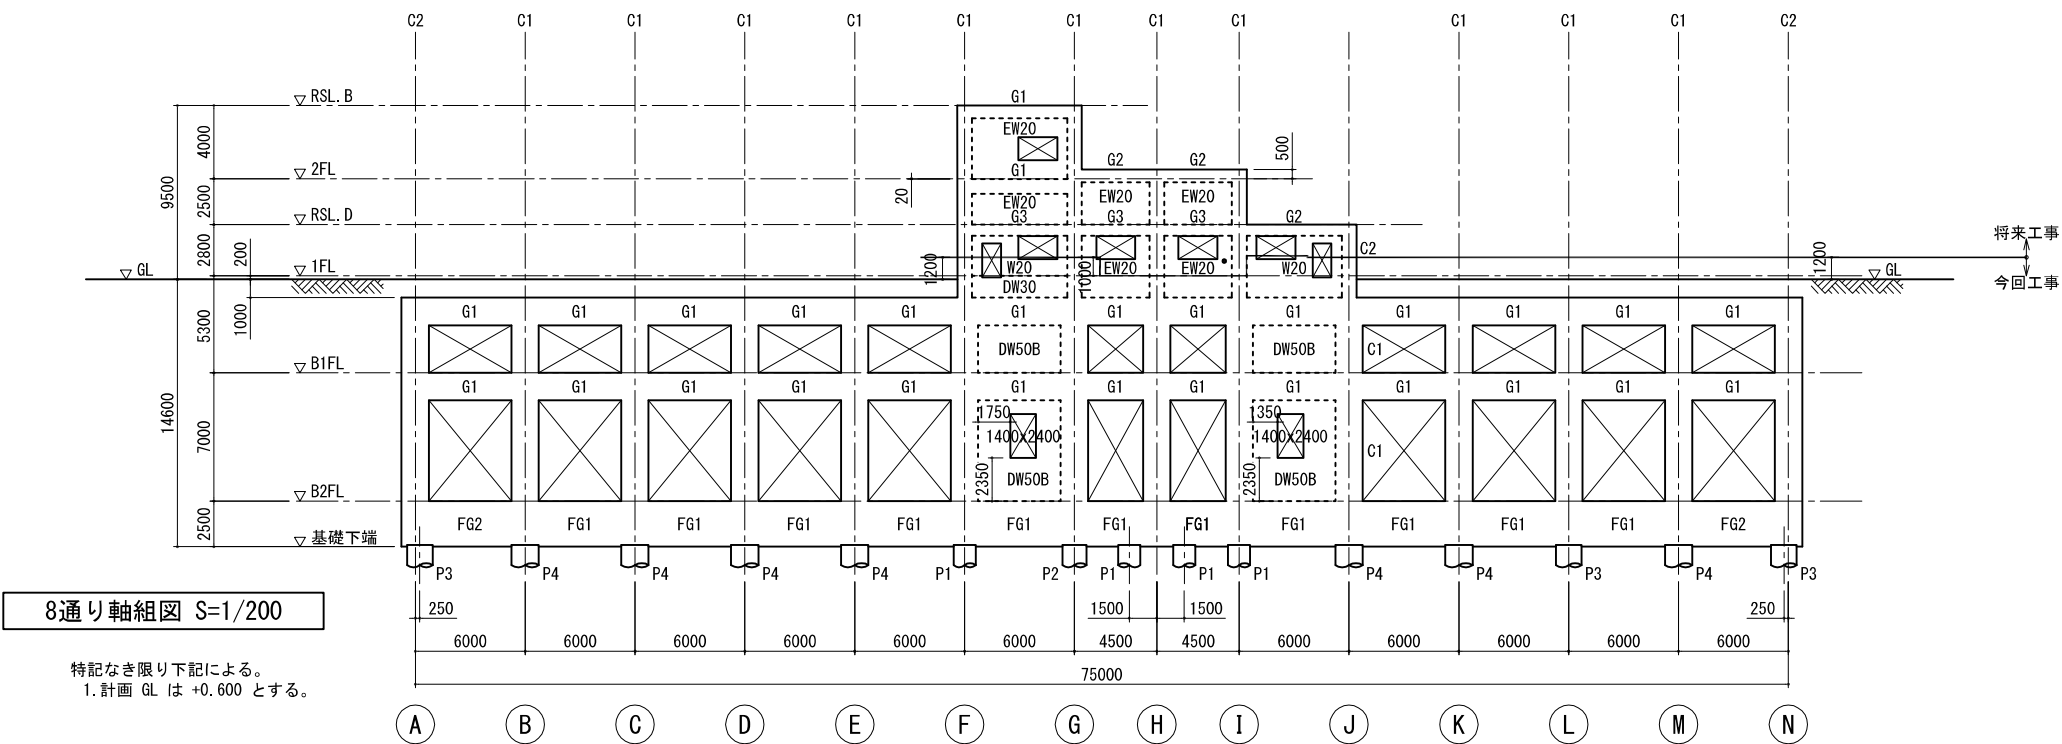 C2 C1 C1 C1 C1 C1 C1 C1 C1 C1 C1 C1 C2
RSL.B
G1
4000
EW20
500
2FL
G1
G2 G2
9500
20
2500
EW20
EW20 EW20
RSL.D
G3 G3 G3
G2
将来工事
2800
200
C2
1200
1200
1000
GL
1FL
W20
EW20 EW20
W20
GL
今回工事
DW30
1000
5300
G1 G1 G1 G1 G1 G1 G1 G1 G1 G1 G1 G1 G1
DW50B
DW50B
C1
B1FL
G1 G1 G1 G1 G1 G1 G1 G1 G1 G1 G1 G1 G1
14600
7000
1750
1350
1400x2400
1400x2400
C1
2350
2350
DW50B
DW50B
B2FL
2500
FG2 FG1 FG1 FG1 FG1 FG1 FG1 FG1 FG1 FG1 FG1 FG1 FG2
基礎下端
P3 P4 P4 P4 P4 P1 P2 P1 P1 P1 P4 P4 P3 P4 P3
8通り軸組図 S=1/200
250 1500 1500 250
6000 6000 6000 6000 6000 6000 4500 4500 6000 6000 6000 6000 6000
特記なき限り下記による。
75000
1.計画 GL は +0.600 とする。
A B C D E F G H I J K L M N